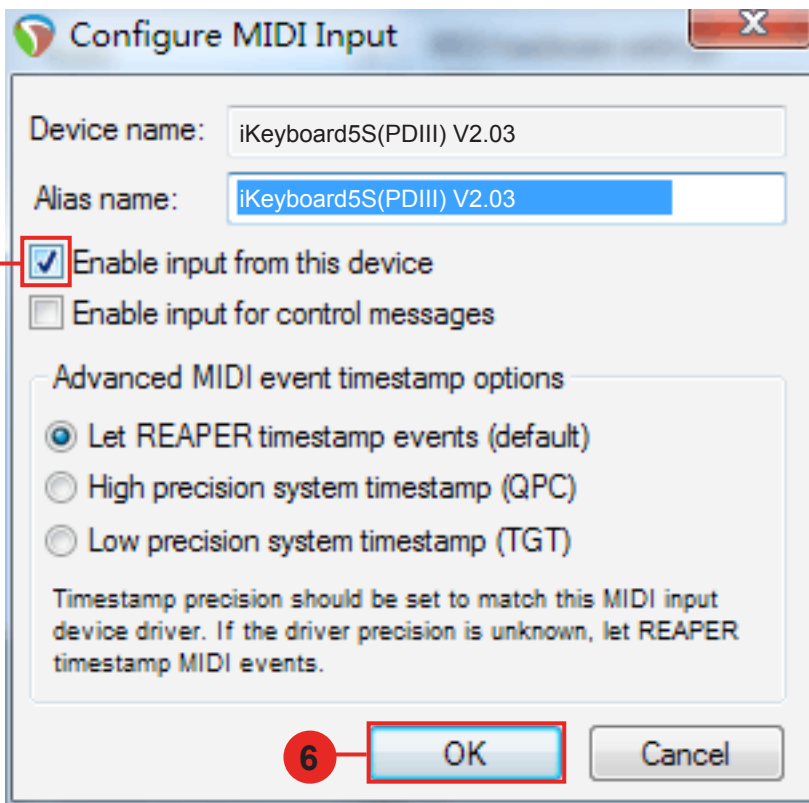 Configure MIDI Input
Device name: iKeyboard5S(PDIII) V2.03
Alias name: iKeyboard5S(PDIII) V2.03
Enable input from this device
Enable input for control messages
Advanced MIDI event timestamp options
Let REAPER timestamp events (default)
High precision system timestamp (QPC)
Low precision system timestamp (TGT)
Timestamp precision should be set to match this MIDI input
device driver. If the driver precision is unknown, let REAPER
timestamp MIDI events.
6 OK Cancel